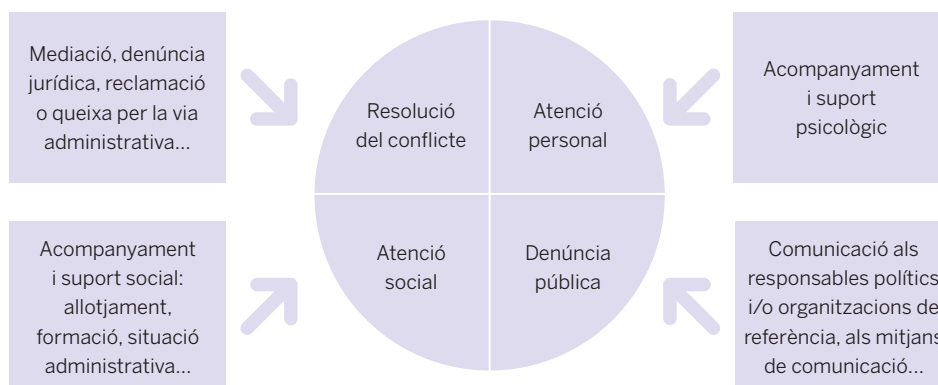 Mediació, denúncia
jurídica, reclamació
o queixa per la via
administrativa...
Resolució
del conflicte
Atenció
personal
Acompanyament
i suport
psicològic
Acompanyament
i suport social:
allotjament,
formació, situació
administrativa...
Atenció
social
Denúncia
pública
Comunicació als
responsables polítics
i/o organitzacions de
referència, als mitjans
de comunicació...